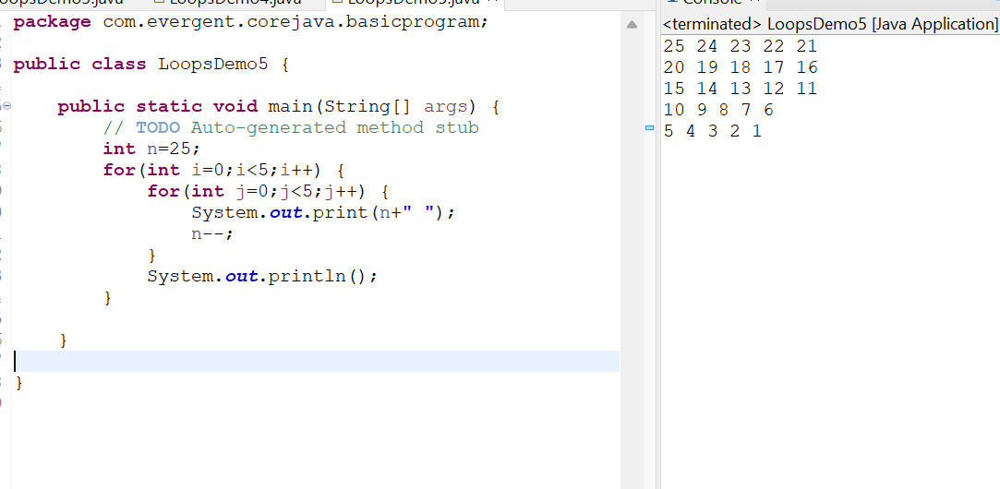 package com.evergent.corejava.basicprogram;
public class LoopsDemo5 {
public static void main(String[] args) {
// TODO Auto-generated method stub
int n=25;
for(int i=0;i<5;i++) {
for(int j=0;j<5;j++) {
System.out.print(n+" ");
n--;
}
System.out.println();
}
}
}
<terminated> LoopsDemo5 [Java Application]
25 24 23 22 21
20 19 18 17 16
15 14 13 12 11
10 9 8 7 6
5 4 3 2 1